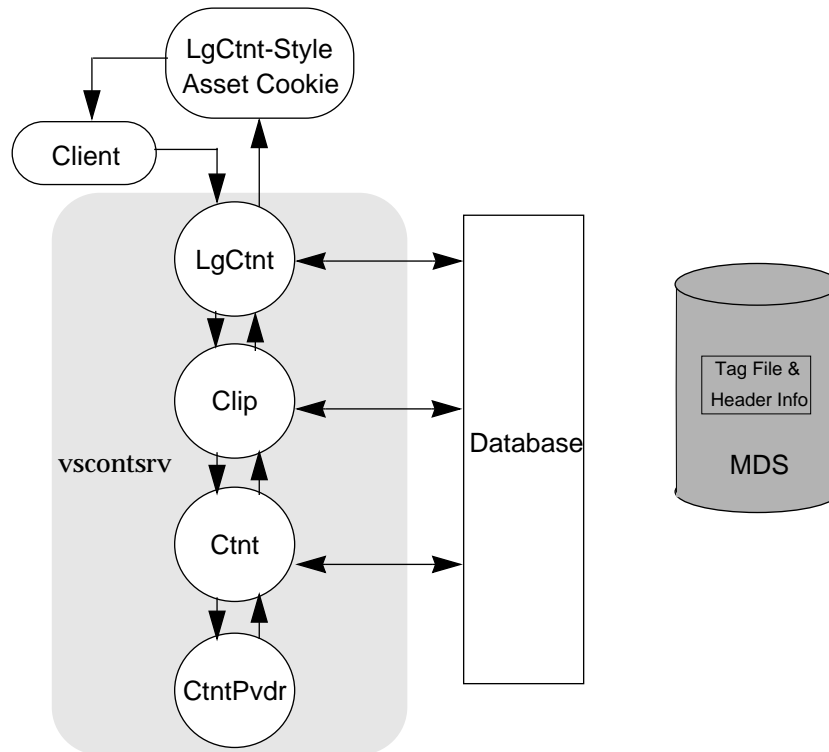 LgCtnt-Style
Asset Cookie
Client
LgCtnt
Clip
vscontsrv
Ctnt
CtntPvdr
Database
Tag File &
Header Info
MDS